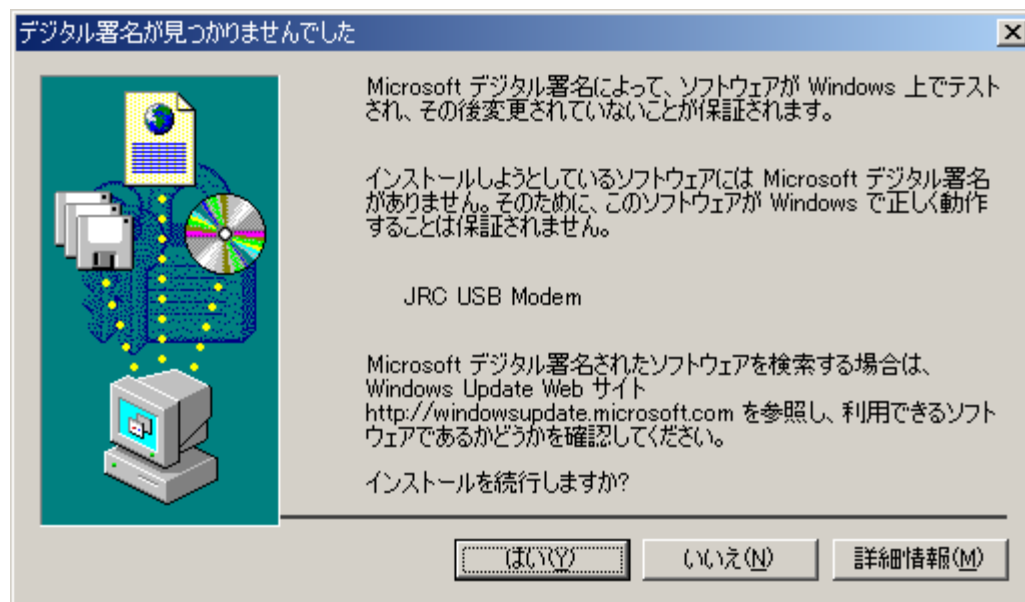 デジタル署名が見つかりませんでした
Microsoft デジタル署名によって、ソフトウェアが Windows 上でテスト
され、その後変更されていないことが保証されます。
インストールしようとしているソフトウェアには Microsoft デジタル署名
がありません。そのために、このソフトウェアが Windows で正しく動作
することは保証されません。
JRC USB Modem
Microsoft デジタル署名されたソフトウェアを検索する場合は、
Windows Update Web サイト
http://windowsupdate.microsoft.com を参照し、利用できるソフト
ウェアであるかどうかを確認してください。
インストールを続行しますか?
はい(Y)
いいえ(N)
詳細情報(M)